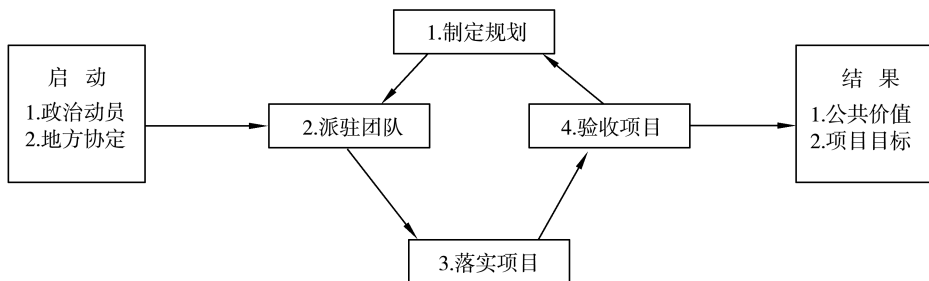 1.制定规划
启 动
1.政治动员
2.地方协定
2.派驻团队
4.验收项目
结 果
1.公共价值
2.项目目标
3.落实项目